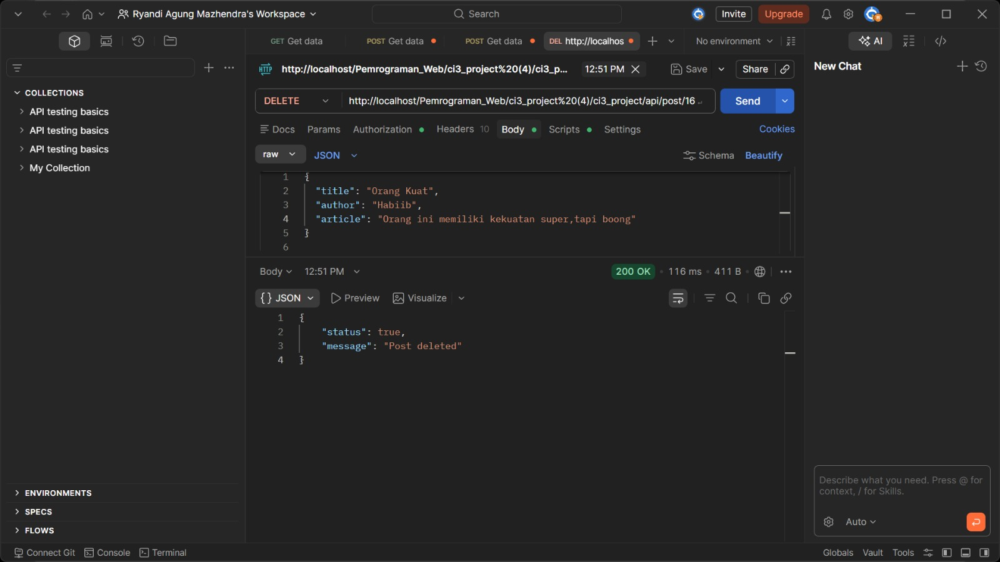 Ryandi Agung Mazhendra's Workspace
Search
Invite
Upgrade
GET Get data
POST Get data
POST Get data
DEL http://localhos
No environment
AI
http://localhost/Pemrograman_Web/ci3_project%20(4)/ci3_p...
12:51 PM
Save
Share
New Chat
COLLECTIONS
API testing basics
API testing basics
API testing basics
My Collection
DELETE
http://localhost/Pemrograman_Web/ci3_project%20(4)/ci3_project/api/post/16
Send
Docs
Params
Authorization
Headers 10
Body
Scripts
Settings
Cookies
raw
JSON
Schema
Beautify
1 {
2 "title": "Orang Kuat",
3 "author": "Habiib",
4 "article": "Orang ini memiliki kekuatan super,tapi boong"
5 }
6
Body
12:51 PM
200 OK
116 ms
411 B
{} JSON
Preview
Visualize
1 {
2 "status": true,
3 "message": "Post deleted"
4 }
ENVIRONMENTS
SPECS
FLOWS
Describe what you need. Press @ for
context, / for Skills.
Auto
Connect Git
Console
Terminal
Globals
Vault
Tools